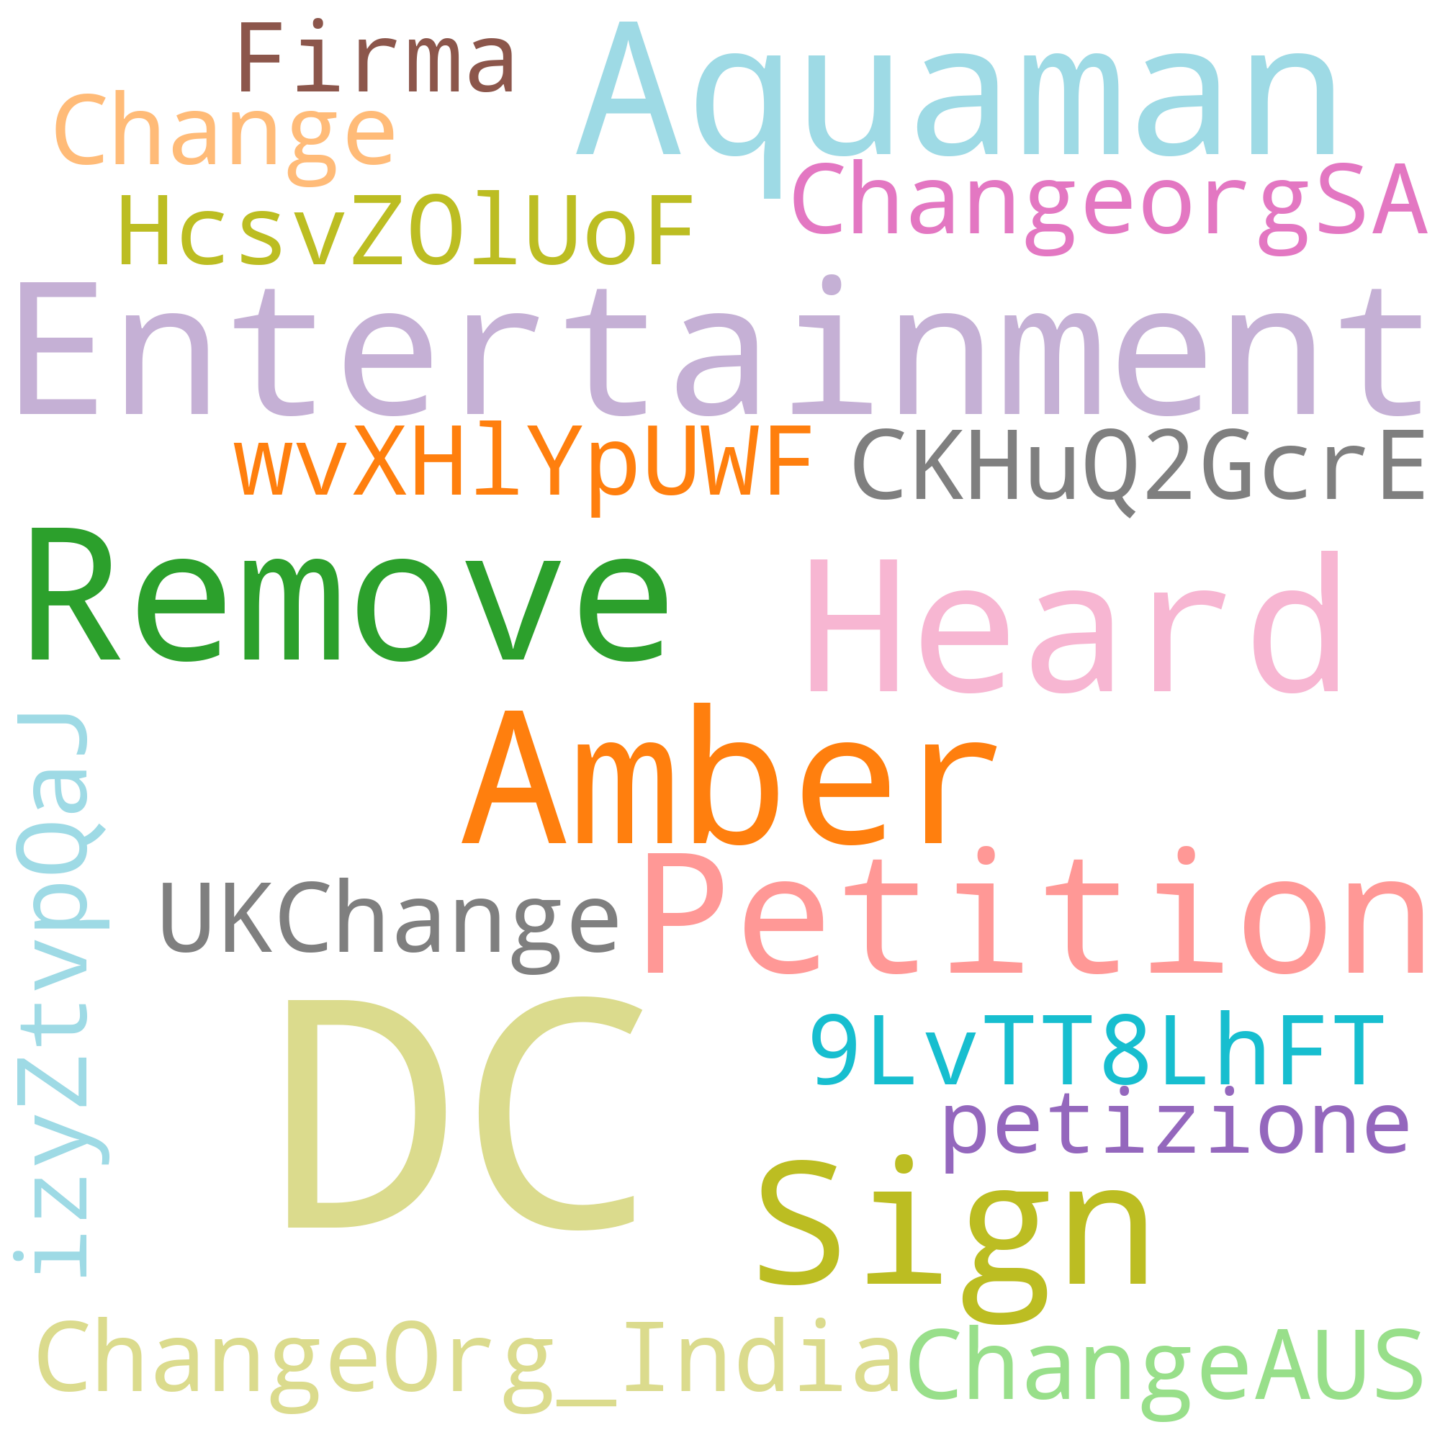 Firma
Aquaman
Change
ChangeorgSA
HcsvZOlUoF
Entertainment
wvXHlYpUWF
CKHuQ2GcrE
Remove
Heard
Amber
izyZtvpQaJ
UKChange
Petition
DC
9LvTT8LhFT
petizione
Sign
ChangeOrg_India
ChangeAUS